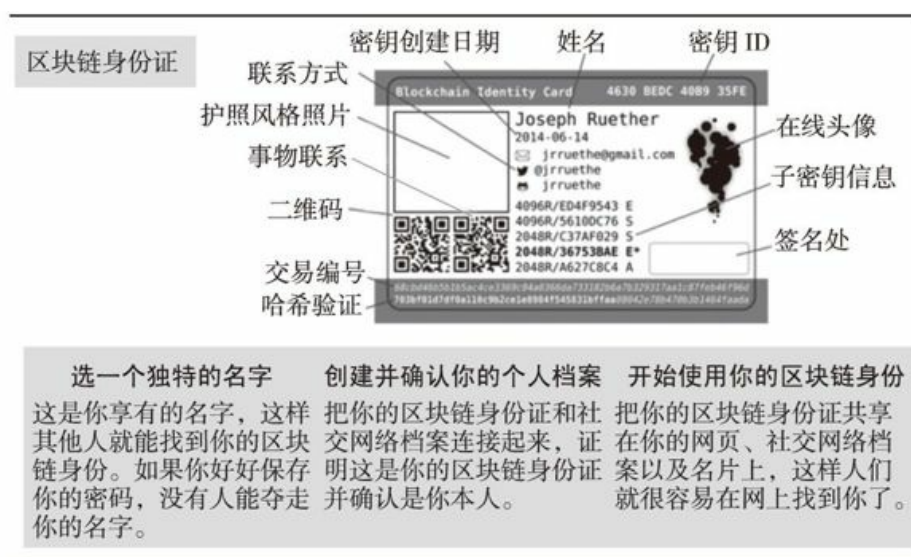 区块链身份证
密钥创建日期
姓名
密钥 ID
联系方式
护照风格照片
事物联系
二维码
交易编号
哈希验证
Blockchain Identity Card
4630 BEDC 40B9 35FE
Joseph Ruether
2014-06-14
jrruethe@gmail.com
@jrruethe
jrruethe
4096R/ED4F9543 E
4096R/5610DC76 S
2048R/C37AF029 S
2048R/36753BAE E*
2048R/A627C8C4 A
在线头像
子密钥信息
签名处
选一个独特的名字
这是你享有的名字，这样
其他人就能找到你的区块
链身份。如果你好好保存
你的密码，没有人能夺走
你的名字。
创建并确认你的个人档案
把你的区块链身份证和社
交网络档案连接起来，证
明这是你的区块链身份证
并确认是你本人。
开始使用你的区块链身份
把你的区块链身份证共享
在你的网页、社交网络档
案以及名片上，这样人们
就很容易在网上找到你了。